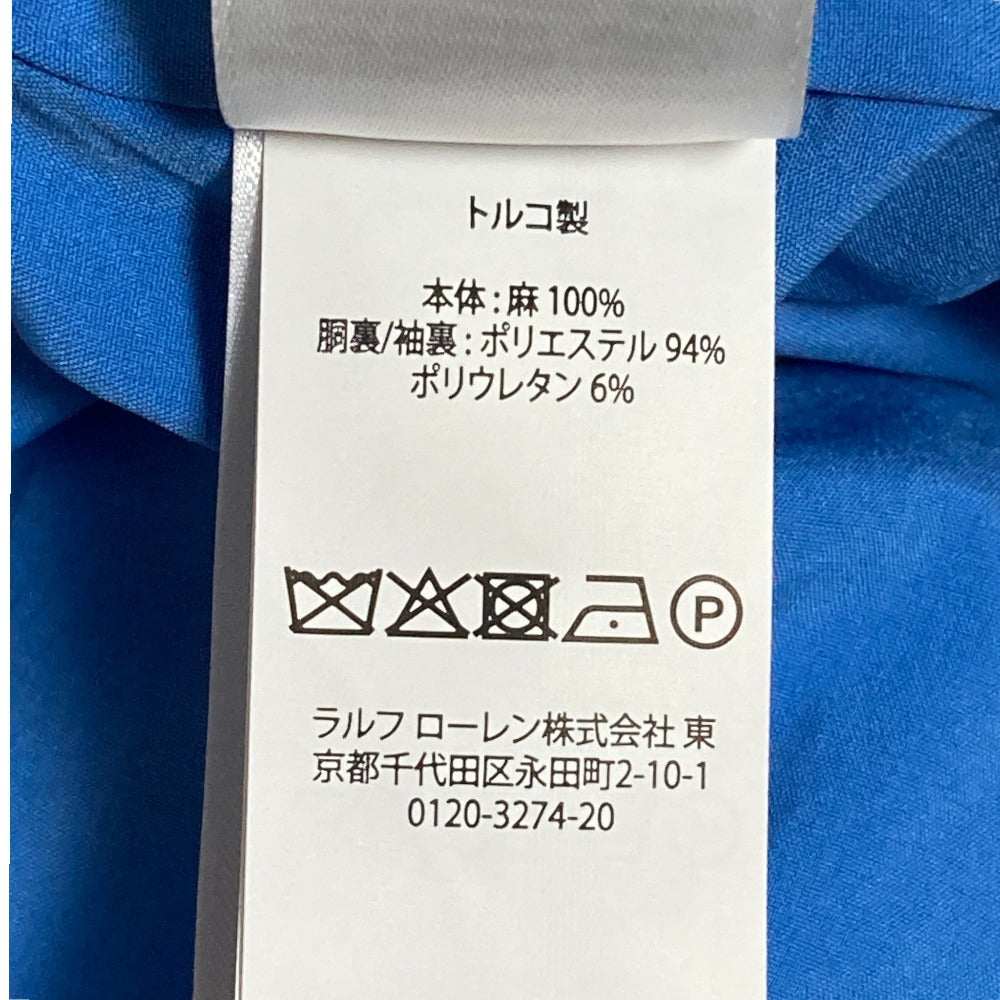 トルコ製
本体 : 麻 100%
胴裏/袖裏 : ポリエステル 94%
ポリウレタン 6%
P
ラルフ ローレン株式会社 東
京都千代田区永田町2-10-1
0120-3274-20